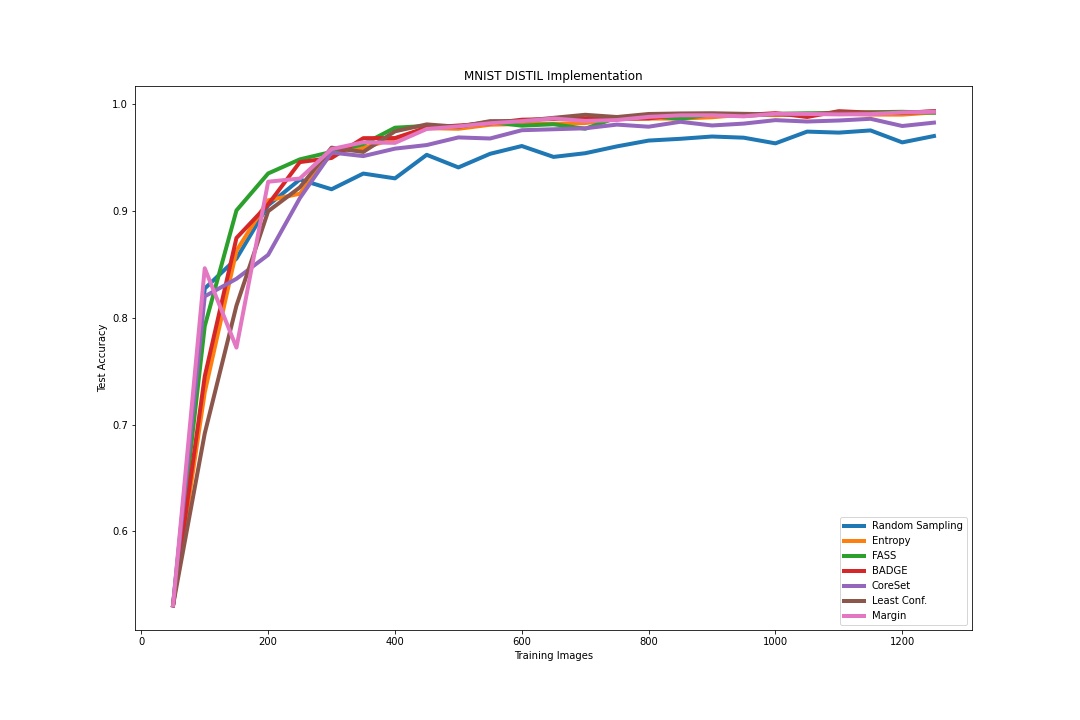 MNIST DISTIL Implementation
1.0
0.9
0.8
0.7
0.6
Test Accuracy
0 200 400 600 800 1000 1200
Training Images
Random Sampling
Entropy
FASS
BADGE
CoreSet
Least Conf.
Margin